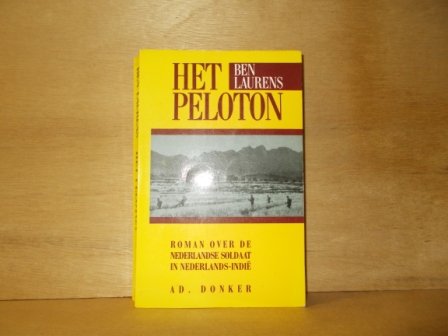 HET
PELOTON
BEN
LAURENS
ROMAN OVER DE
NEDERLANDSE SOLDAAT
IN NEDERLANDS-INDIË
AD. DONKER